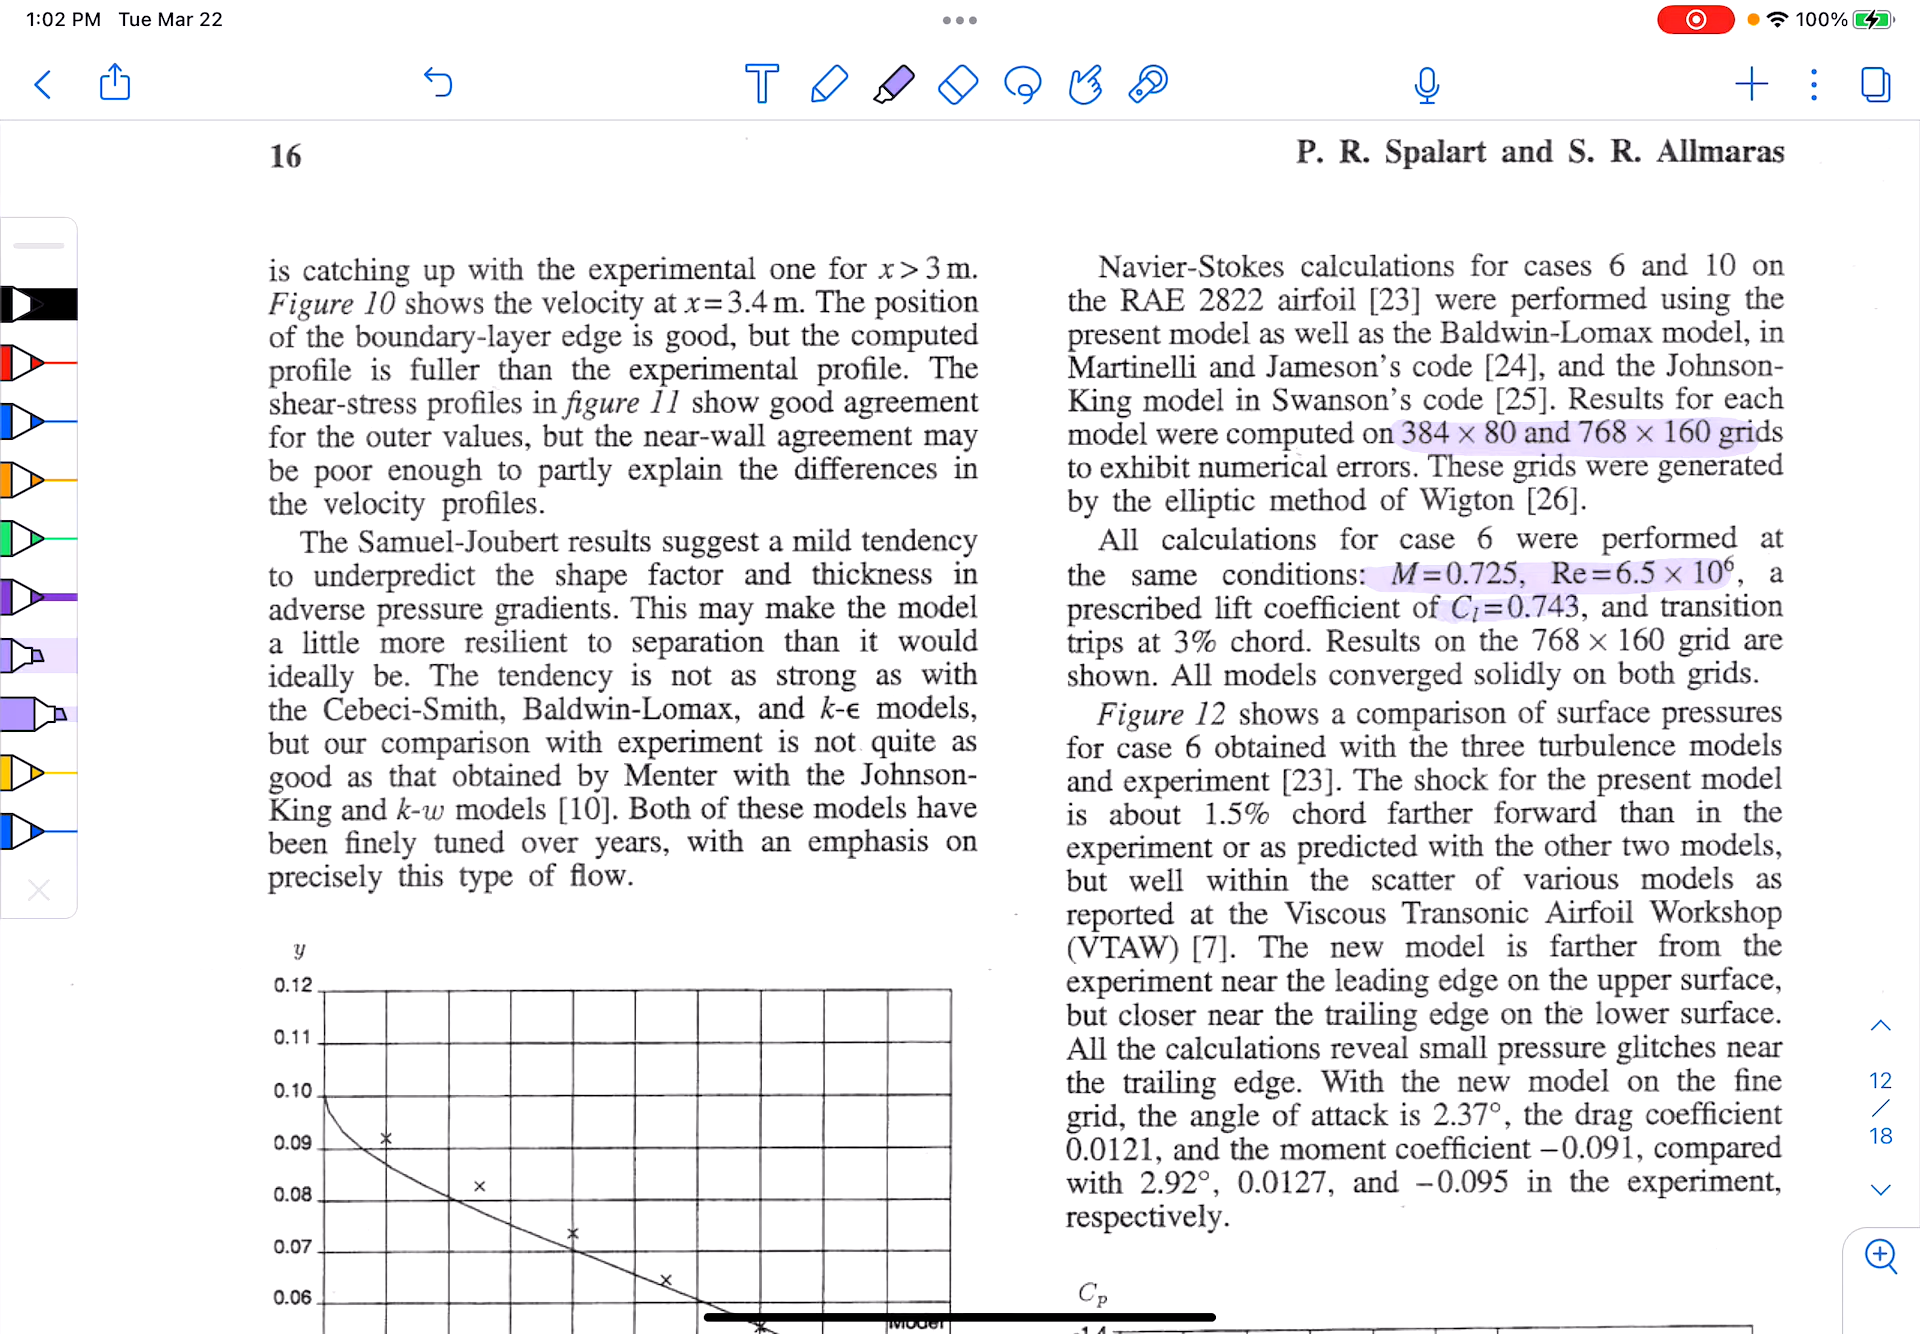 1:02 PM Tue Mar 22
100%
16
P. R. Spalart and S. R. Allmaras
is catching up with the experimental one for x > 3 m.
Figure 10 shows the velocity at x = 3.4 m. The position
of the boundary-layer edge is good, but the computed
profile is fuller than the experimental profile. The
shear-stress profiles in figure 11 show good agreement
for the outer values, but the near-wall agreement may
be poor enough to partly explain the differences in
the velocity profiles.
The Samuel-Joubert results suggest a mild tendency
to underpredict the shape factor and thickness in
adverse pressure gradients. This may make the model
a little more resilient to separation than it would
ideally be. The tendency is not as strong as with
the Cebeci-Smith, Baldwin-Lomax, and k-ϵ models,
but our comparison with experiment is not quite as
good as that obtained by Menter with the Johnson-
King and k-w models [10]. Both of these models have
been finely tuned over years, with an emphasis on
precisely this type of flow.
y
0.12
0.11
0.10
0.09
0.08
0.07
0.06
Model
Navier-Stokes calculations for cases 6 and 10 on
the RAE 2822 airfoil [23] were performed using the
present model as well as the Baldwin-Lomax model, in
Martinelli and Jameson's code [24], and the Johnson-
King model in Swanson's code [25]. Results for each
model were computed on 384 × 80 and 768 × 160 grids
to exhibit numerical errors. These grids were generated
by the elliptic method of Wigton [26].
All calculations for case 6 were performed at
the same conditions: M=0.725, Re=6.5 × 10⁶, a
prescribed lift coefficient of Cₗ=0.743, and transition
trips at 3% chord. Results on the 768 × 160 grid are
shown. All models converged solidly on both grids.
Figure 12 shows a comparison of surface pressures
for case 6 obtained with the three turbulence models
and experiment [23]. The shock for the present model
is about 1.5% chord farther forward than in the
experiment or as predicted with the other two models,
but well within the scatter of various models as
reported at the Viscous Transonic Airfoil Workshop
(VTAW) [7]. The new model is farther from the
experiment near the leading edge on the upper surface,
but closer near the trailing edge on the lower surface.
All the calculations reveal small pressure glitches near
the trailing edge. With the new model on the fine
grid, the angle of attack is 2.37°, the drag coefficient
0.0121, and the moment coefficient −0.091, compared
with 2.92°, 0.0127, and −0.095 in the experiment,
respectively.
Cₚ
-1.4
12
/
18